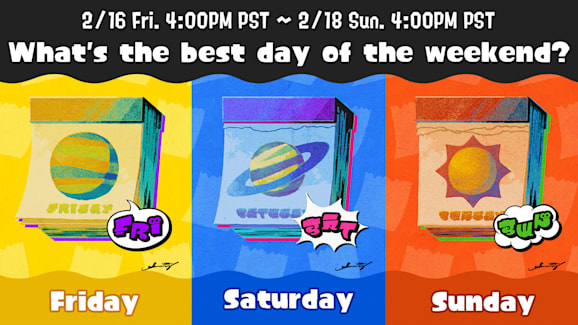 2/16 Fri. 4:00PM PST ~ 2/18 Sun. 4:00PM PST
What's the best day of the weekend?
FRIDAY
FRI
SAT
SUN
Friday
Saturday
Sunday